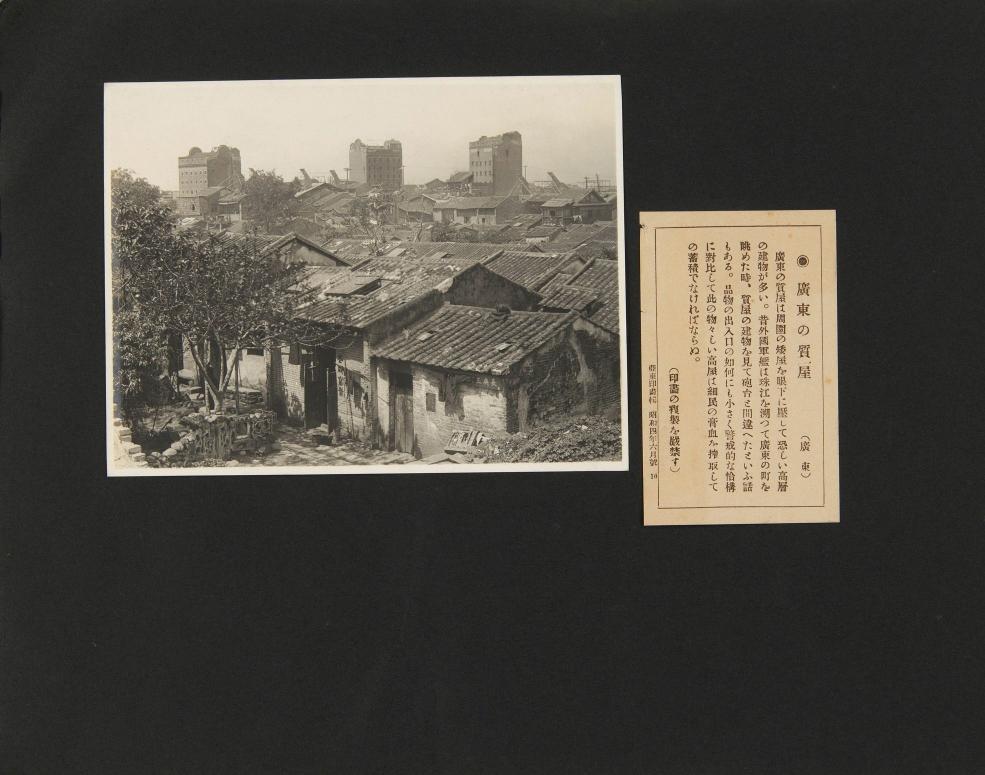 ◉ 廣東の質屋 （廣東）
廣東の質屋は周圍の矮屋を眼下に壓して恐しい高層
の建物が多い。昔外國軍艦は珠江を溯つて廣東の町を
眺めた時、質屋の建物を見て砲台と間違へたといふ話
もある。品物の出入口の如何にも小さく警戒的な恰構
に對比して此の物々しい高屋は細民の膏血を搾取して
の蓄積でなければならぬ。
（印畵の複製を嚴禁す）
亞東印畵輯 昭和四年六月號 10